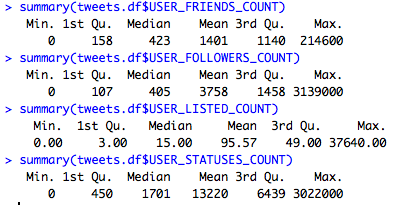 > summary(tweets.df$USER_FRIENDS_COUNT)
Min. 1st Qu. Median Mean 3rd Qu. Max.
0 158 423 1401 1140 214600
> summary(tweets.df$USER_FOLLOWERS_COUNT)
Min. 1st Qu. Median Mean 3rd Qu. Max.
0 107 405 3758 1458 3139000
> summary(tweets.df$USER_LISTED_COUNT)
Min. 1st Qu. Median Mean 3rd Qu. Max.
0.00 3.00 15.00 95.57 49.00 37640.00
> summary(tweets.df$USER_STATUSES_COUNT)
Min. 1st Qu. Median Mean 3rd Qu. Max.
0 450 1701 13220 6439 3022000